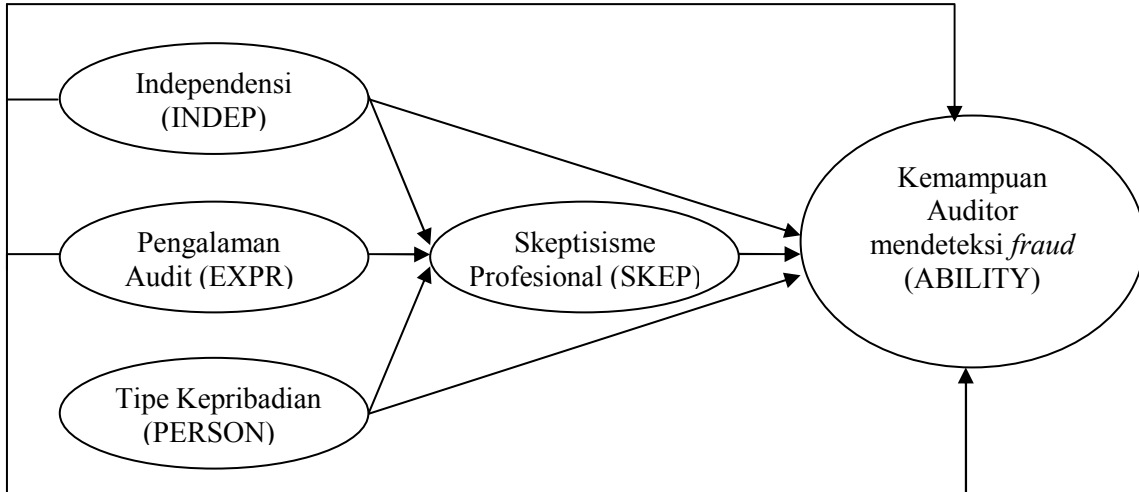 Independensi
(INDEP)
Pengalaman
Audit (EXPR)
Tipe Kepribadian
(PERSON)
Skeptisisme
Profesional (SKEP)
Kemampuan
Auditor
mendeteksi fraud
(ABILITY)